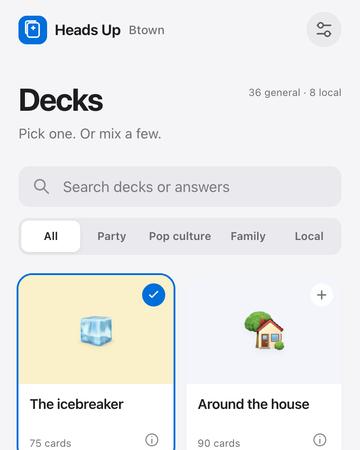 Heads Up Btown
Decks
36 general · 8 local
Pick one. Or mix a few.
Search decks or answers
All Party Pop culture Family Local
The icebreaker
Around the house
75 cards
90 cards